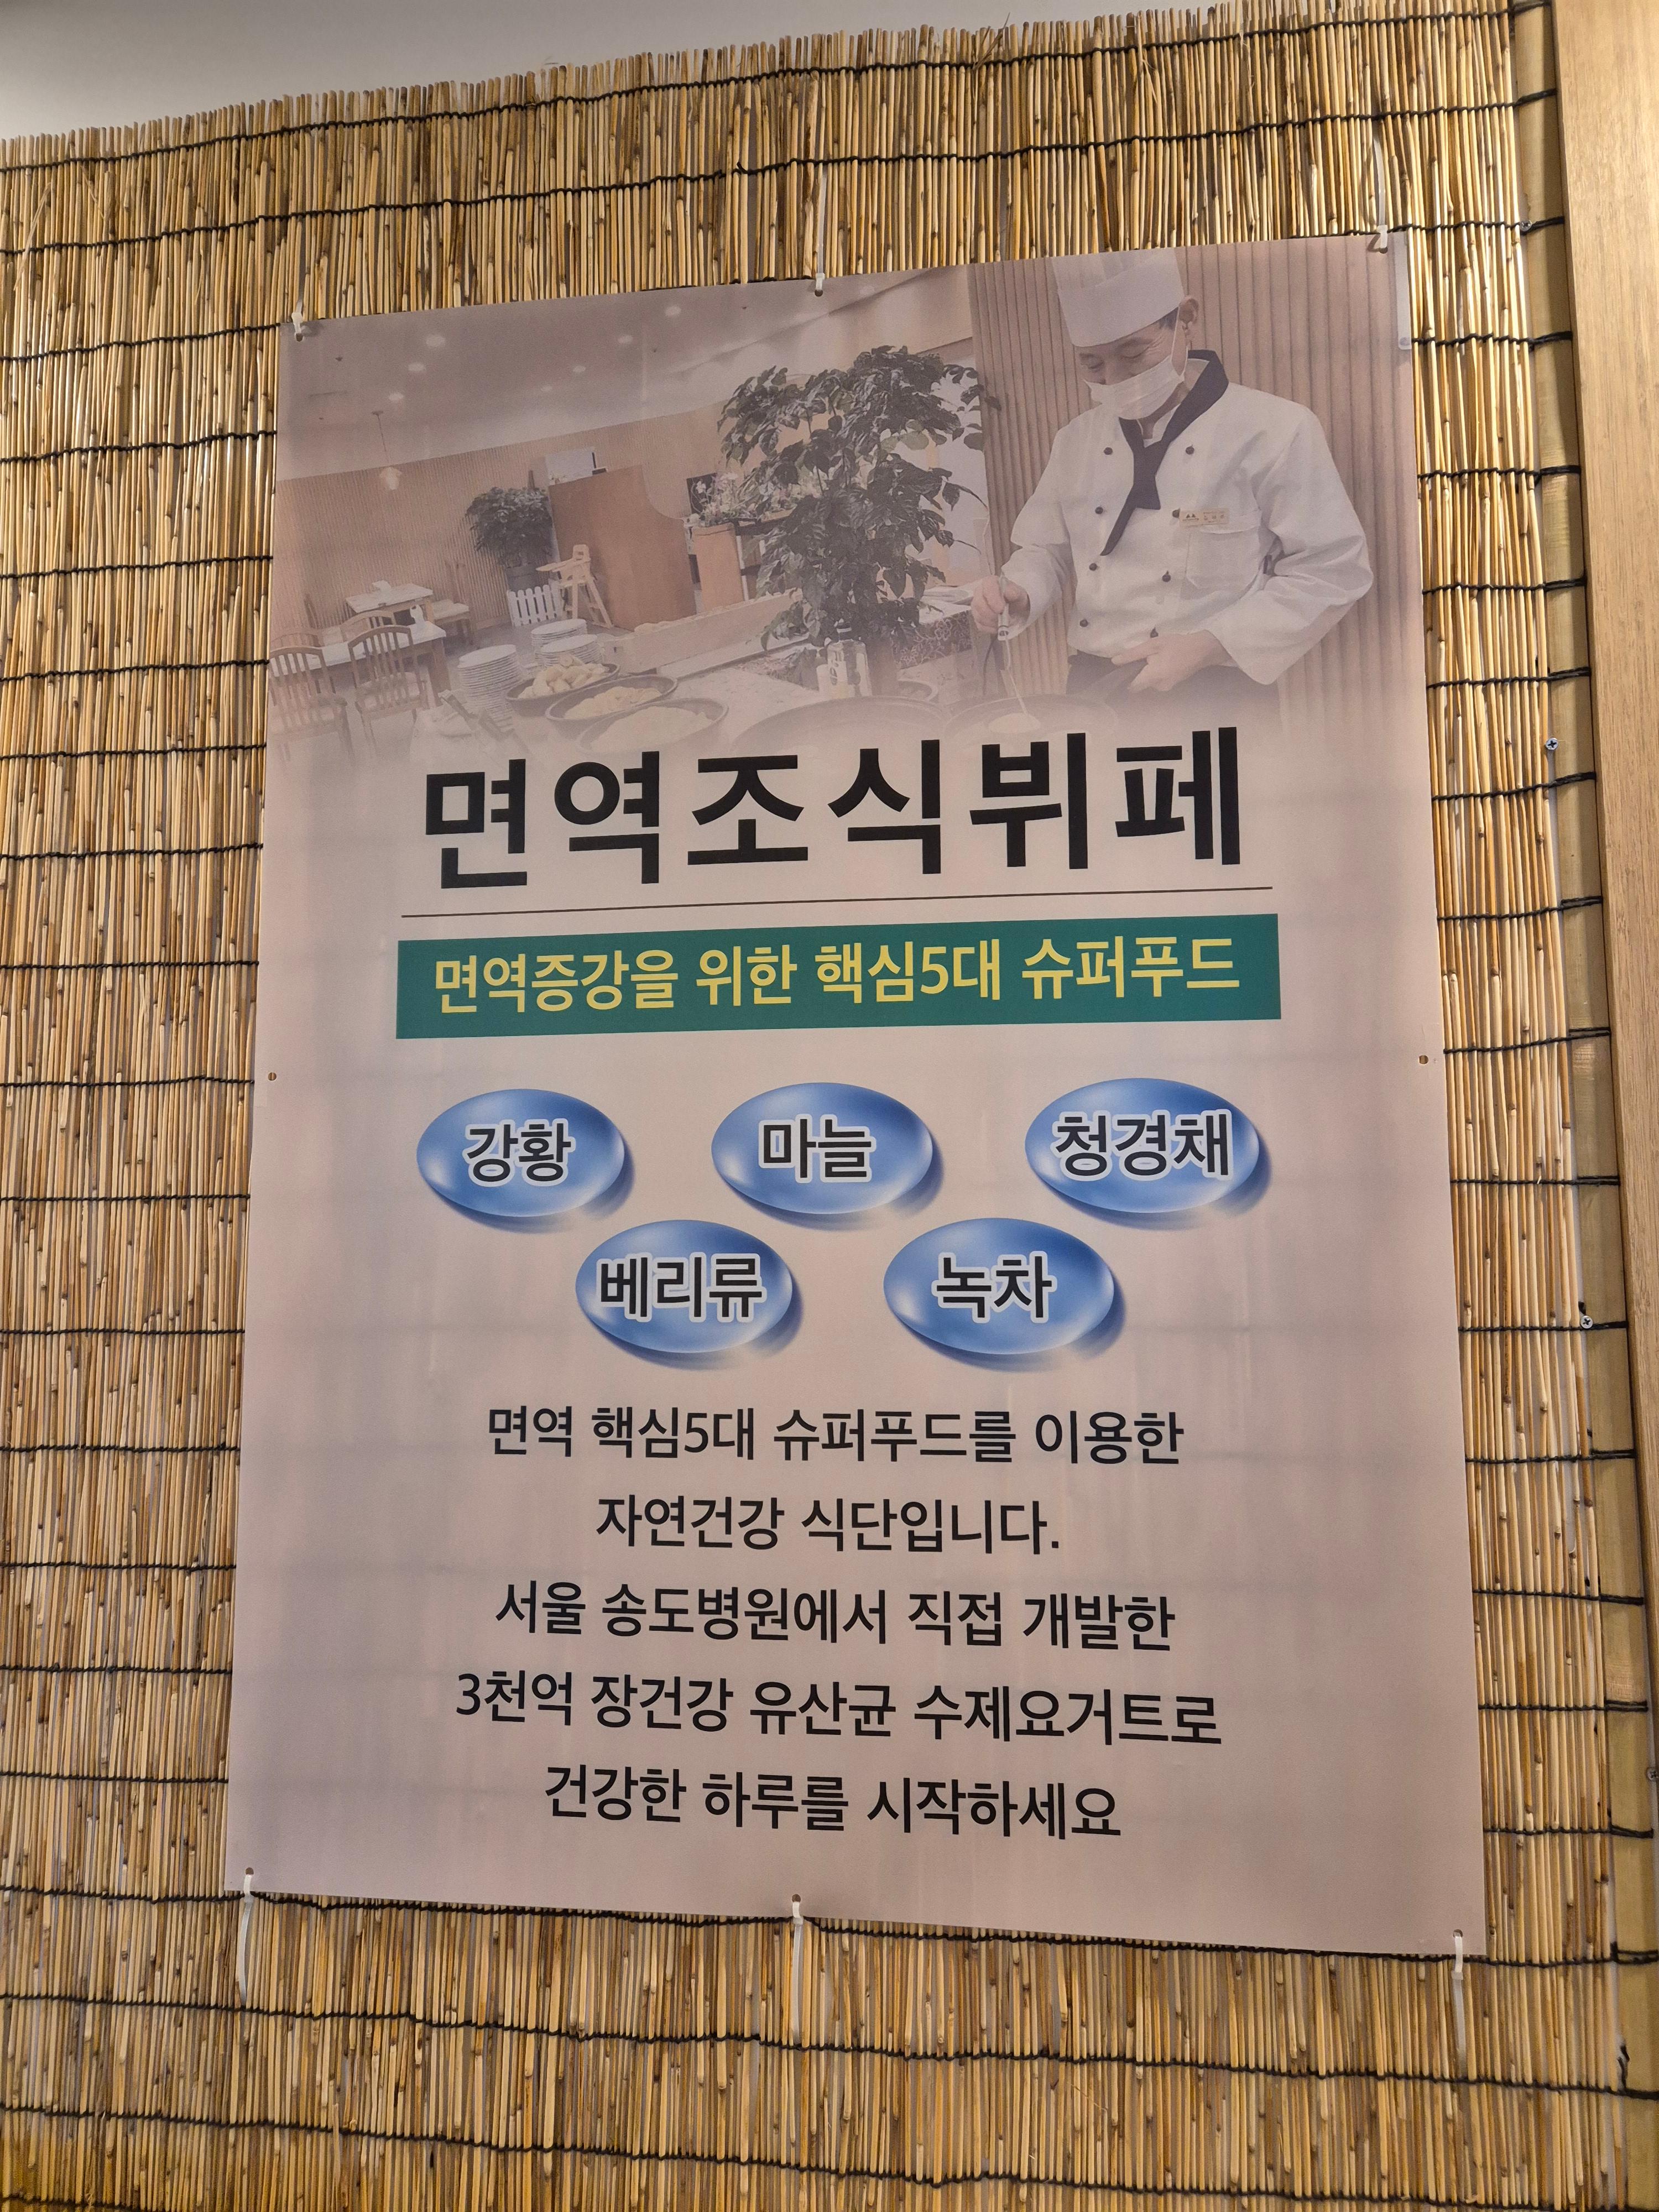 면역조식뷔페
면역증강을 위한 핵심5대 슈퍼푸드
강황 마늘 청경채
베리류 녹차
면역 핵심5대 슈퍼푸드를 이용한
자연건강 식단입니다.
서울 송도병원에서 직접 개발한
3천억 장건강 유산균 수제요거트로
건강한 하루를 시작하세요